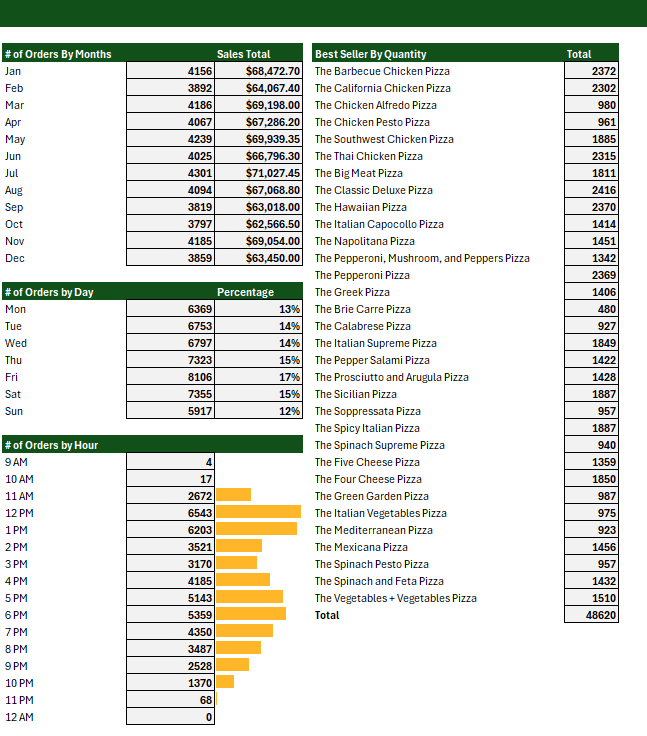 # of Orders By Months Sales Total
Jan 4156 $68,472.70
Feb 3892 $64,067.40
Mar 4186 $69,198.00
Apr 4067 $67,286.20
May 4239 $69,939.35
Jun 4025 $66,796.30
Jul 4301 $71,027.45
Aug 4094 $67,068.80
Sep 3819 $63,018.00
Oct 3797 $62,566.50
Nov 4185 $69,054.00
Dec 3859 $63,450.00
# of Orders by Day Percentage
Mon 6369 13%
Tue 6753 14%
Wed 6797 14%
Thu 7323 15%
Fri 8106 17%
Sat 7355 15%
Sun 5917 12%
# of Orders by Hour
9 AM 4
10 AM 17
11 AM 2672
12 PM 6543
1 PM 6203
2 PM 3521
3 PM 3170
4 PM 4185
5 PM 5143
6 PM 5359
7 PM 4350
8 PM 3487
9 PM 2528
10 PM 1370
11 PM 68
12 AM 0
Best Seller By Quantity Total
The Barbecue Chicken Pizza 2372
The California Chicken Pizza 2302
The Chicken Alfredo Pizza 980
The Chicken Pesto Pizza 961
The Southwest Chicken Pizza 1885
The Thai Chicken Pizza 2315
The Big Meat Pizza 1811
The Classic Deluxe Pizza 2416
The Hawaiian Pizza 2370
The Italian Capocollo Pizza 1414
The Napolitana Pizza 1451
The Pepperoni, Mushroom, and Peppers Pizza 1342
The Pepperoni Pizza 2369
The Greek Pizza 1406
The Brie Carre Pizza 480
The Calabrese Pizza 927
The Italian Supreme Pizza 1849
The Pepper Salami Pizza 1422
The Prosciutto and Arugula Pizza 1428
The Sicilian Pizza 1887
The Soppressata Pizza 957
The Spicy Italian Pizza 1887
The Spinach Supreme Pizza 940
The Five Cheese Pizza 1359
The Four Cheese Pizza 1850
The Green Garden Pizza 987
The Italian Vegetables Pizza 975
The Mediterranean Pizza 923
The Mexicana Pizza 1456
The Spinach Pesto Pizza 957
The Spinach and Feta Pizza 1432
The Vegetables + Vegetables Pizza 1510
Total 48620